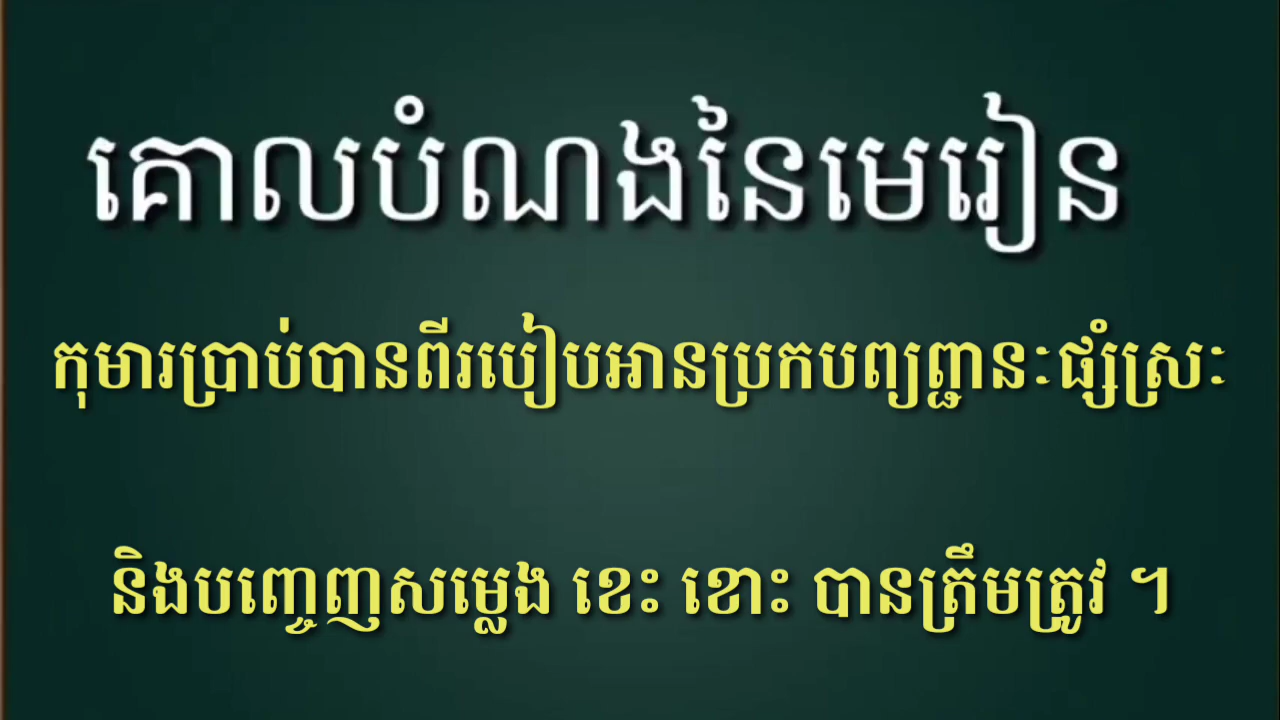 គោលបំណងនៃមេរៀន
កុមារប្រាប់បានពីរបៀបអានប្រកបព្យព្ជានៈផ្សំស្រៈ
និងបញ្ចេញសម្លេង ខេះ ខោះ បានត្រឹមត្រូវ ។